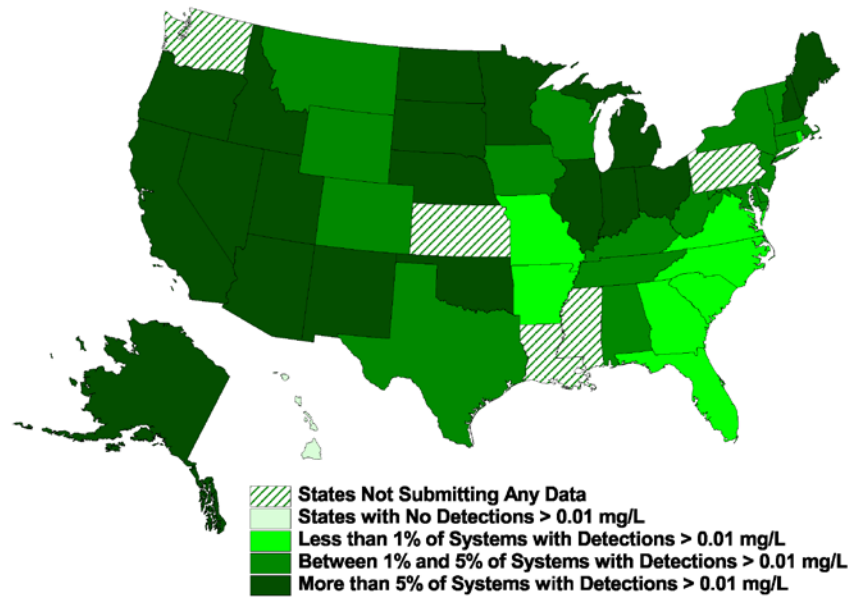 States Not Submitting Any Data
States with No Detections > 0.01 mg/L
Less than 1% of Systems with Detections > 0.01 mg/L
Between 1% and 5% of Systems with Detections > 0.01 mg/L
More than 5% of Systems with Detections > 0.01 mg/L